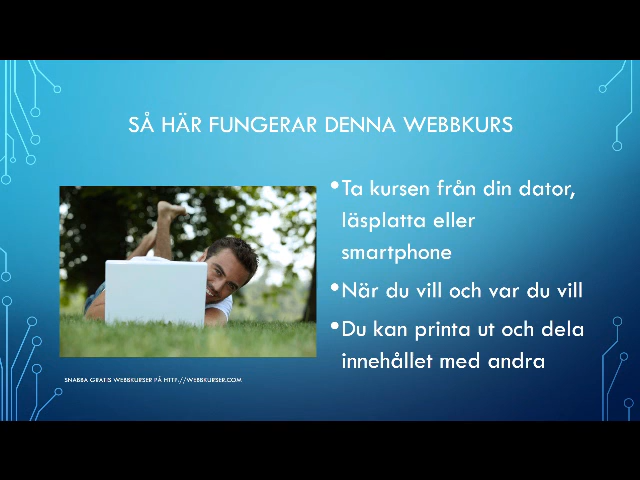 SÅ HÄR FUNGERAR DENNA WEBBKURS
•Ta kursen från din dator,
läsplatta eller
smartphone
•När du vill och var du vill
•Du kan printa ut och dela
innehållet med andra
SNABBA GRATIS WEBBKURSER PÅ HTTP://WEBBKURSER.COM